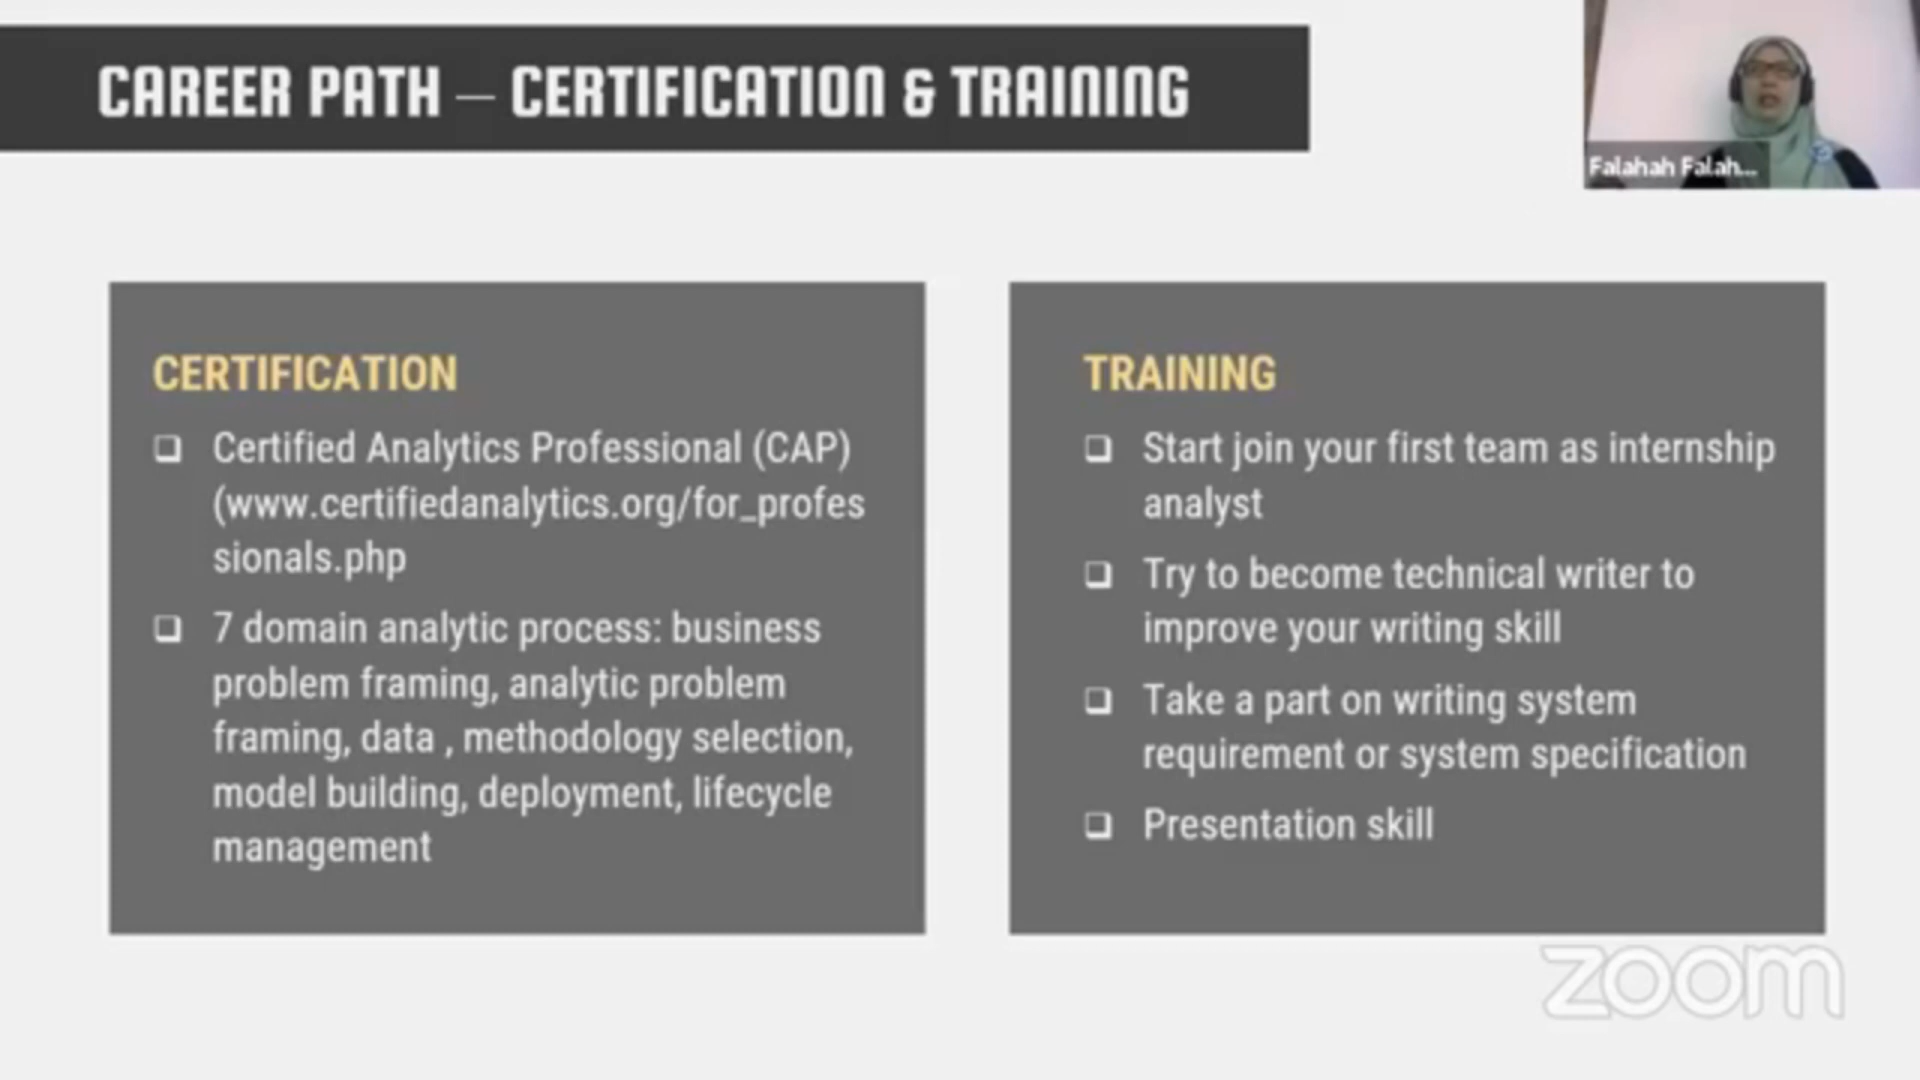 CAREER PATH – CERTIFICATION & TRAINING
Falahah Falah...
CERTIFICATION
❑ Certified Analytics Professional (CAP)
(www.certifiedanalytics.org/for_profes
sionals.php
❑ 7 domain analytic process: business
problem framing, analytic problem
framing, data , methodology selection,
model building, deployment, lifecycle
management
TRAINING
❑ Start join your first team as internship
analyst
❑ Try to become technical writer to
improve your writing skill
❑ Take a part on writing system
requirement or system specification
❑ Presentation skill
zoom